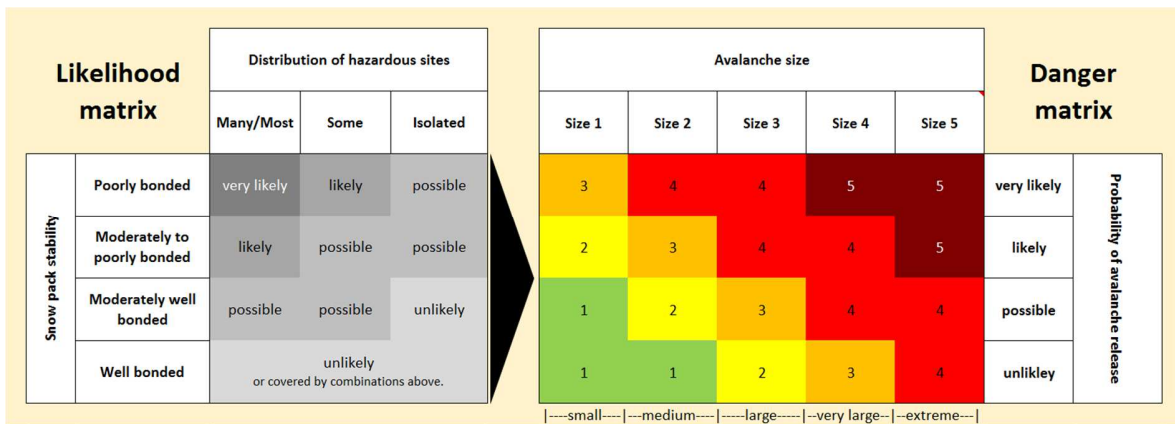 Likelihood
matrix
Distribution of hazardous sites
Many/Most Some Isolated
Snow pack stability
Poorly bonded very likely likely possible
Moderately to
poorly bonded likely possible possible
Moderately well
bonded possible possible unlikely
Well bonded unlikely
or covered by combinations above.
Avalanche size
Size 1 Size 2 Size 3 Size 4 Size 5
Danger
matrix
3 4 4 5 5 very likely
2 3 4 4 5 likely
1 2 3 4 4 possible
1 1 2 3 4 unlikley
Probability of avalanche release
|----small----|---medium----|-----large-----|--very large--|--extreme---|